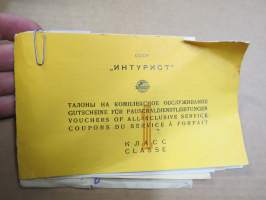 СССР
„ИНТУРИСТ“
ТАЛОНЫ НА КОМПЛЕКСНОЕ ОБСЛУЖИВАНИЕ
GUTSCHEINE FÜR PAUSCHALDIENSTLEISTUNGEN
VOUCHERS OF ALL-INCLUSIVE SERVICE
COUPONS DU SERVICE À FORFAIT
КЛАСС
CLASSE